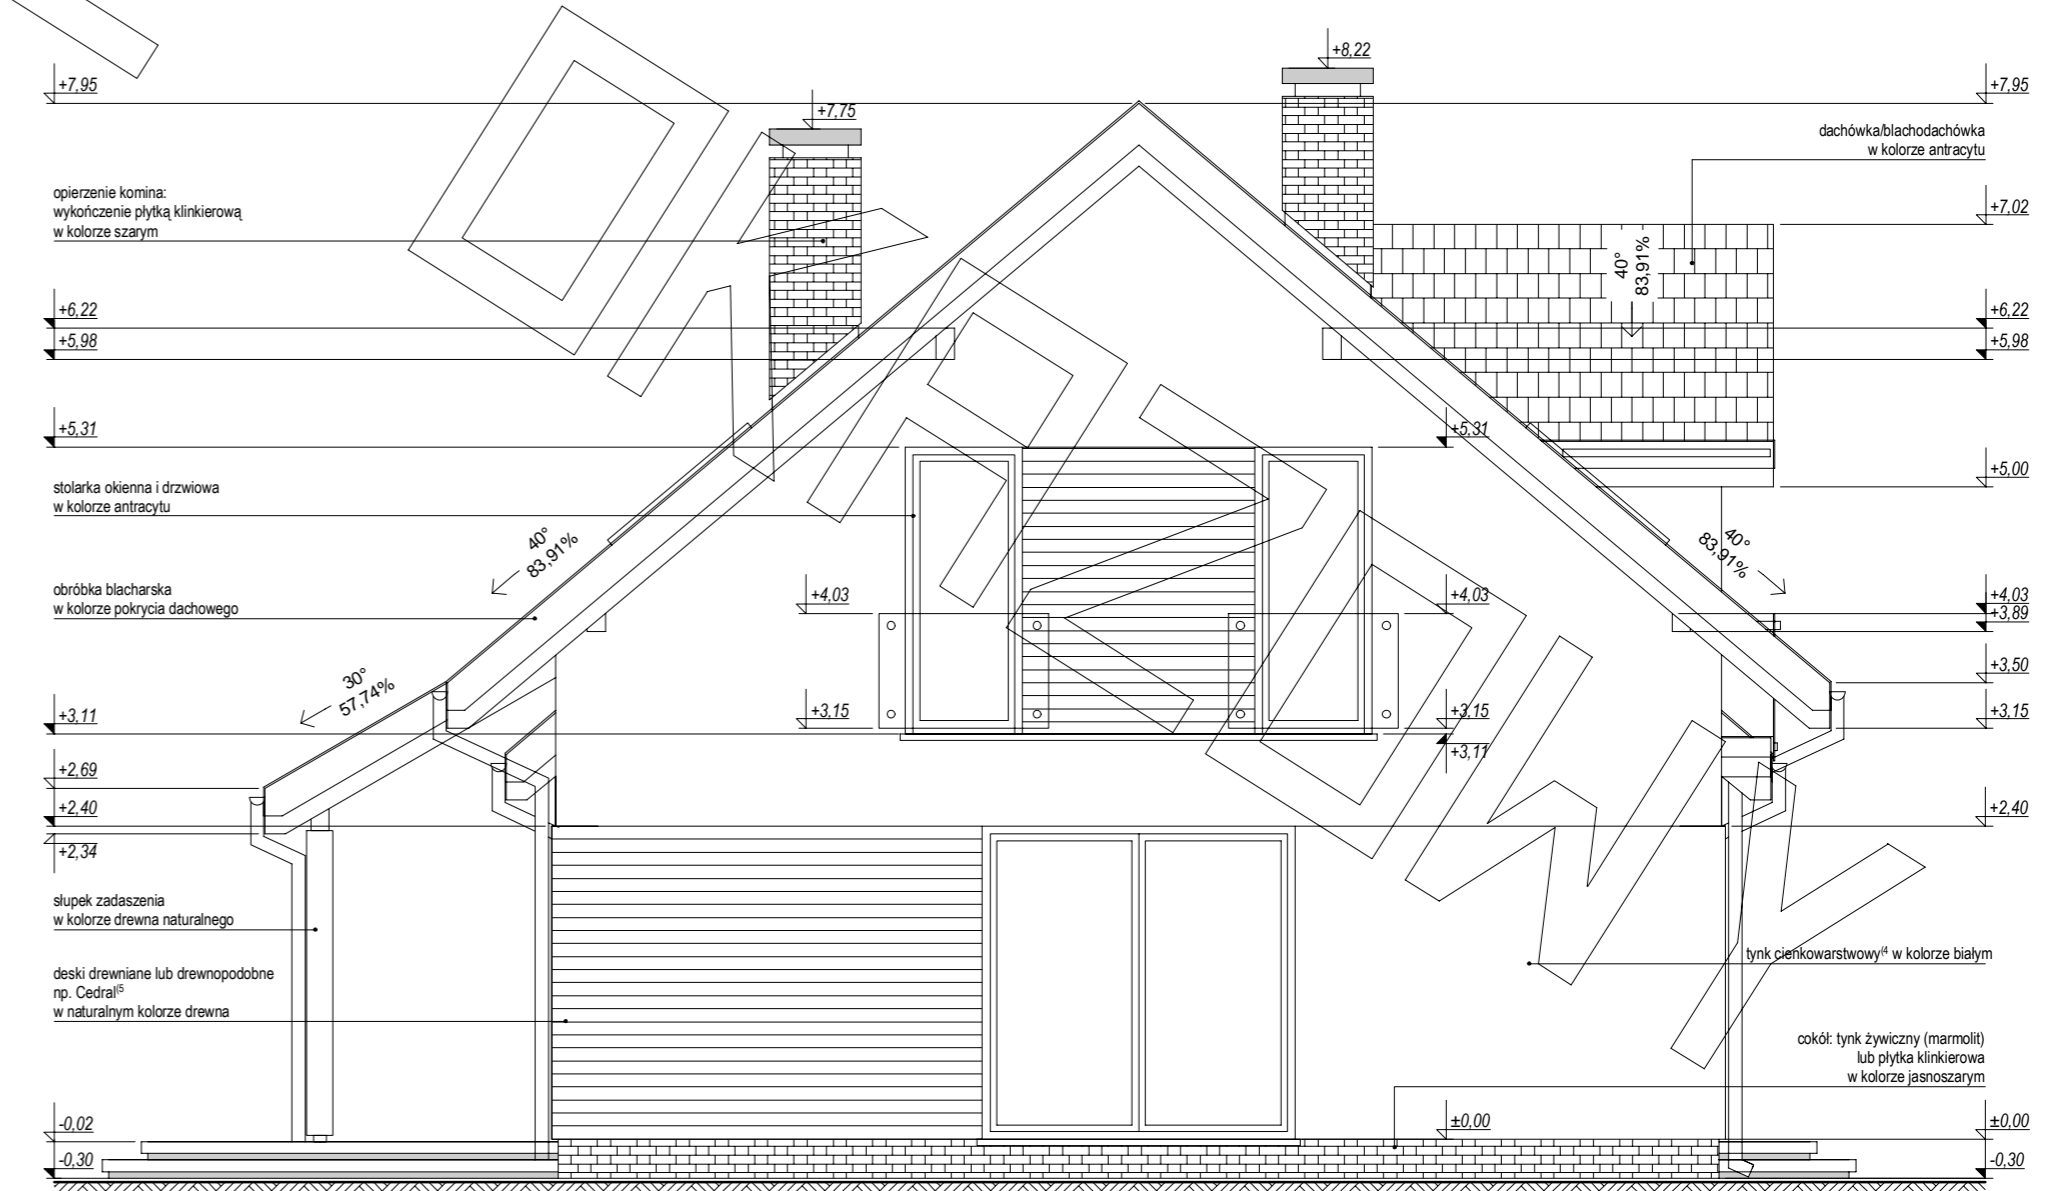 +8,22
+7,95
+7,95
+7,75
dachówka/blachodachówka
w kolorze antracytu
opierzenie komina:
wykończenie płytką klinkierową
w kolorze szarym
+7,02
40°
83,91%
+6,22
+6,22
+5,98
+5,98
+5,31
+5,31
+5,00
stolarka okienna i drzwiowa
w kolorze antracytu
40°
83,91%
40°
83,91%
obróbka blacharska
w kolorze pokrycia dachowego
+4,03
+4,03
+4,03
+3,89
30°
57,74%
+3,50
+3,11
+3,15
+3,15
+3,15
+3,11
+2,69
+2,40
+2,40
+2,34
słupek zadaszenia
w kolorze drewna naturalnego
tynk cienkowarstwowy⁽⁴ w kolorze białym
deski drewniane lub drewnopodobne
np. Cedral⁽⁵
w naturalnym kolorze drewna
cokół: tynk żywiczny (marmolit)
lub płytka klinkierowa
w kolorze jasnoszarym
-0,02
±0,00
±0,00
-0,30
-0,30